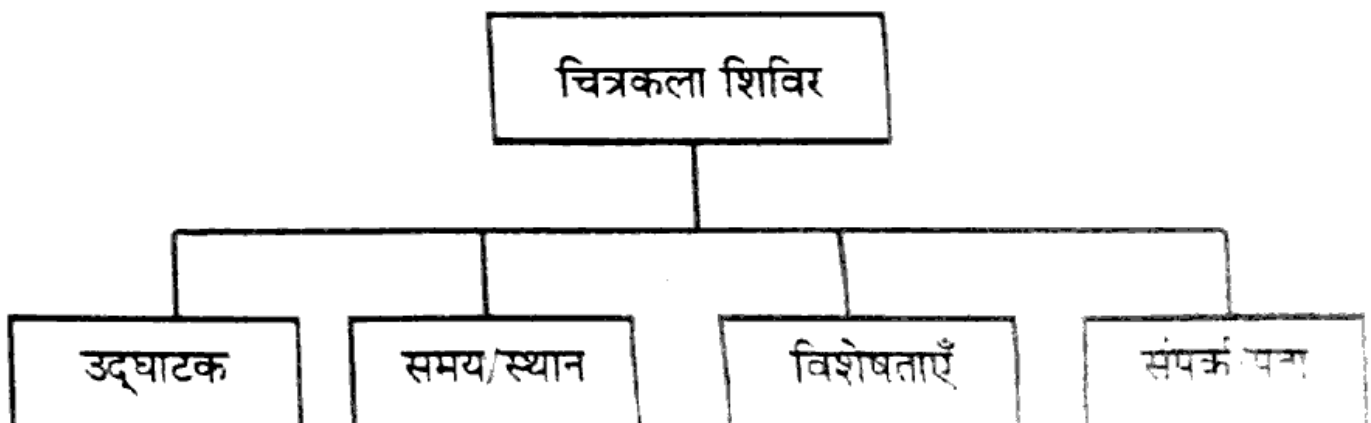 चित्रकला शिविर
उद्‌घाटक
समय/स्थान
विशेषताएँ
संपर्क